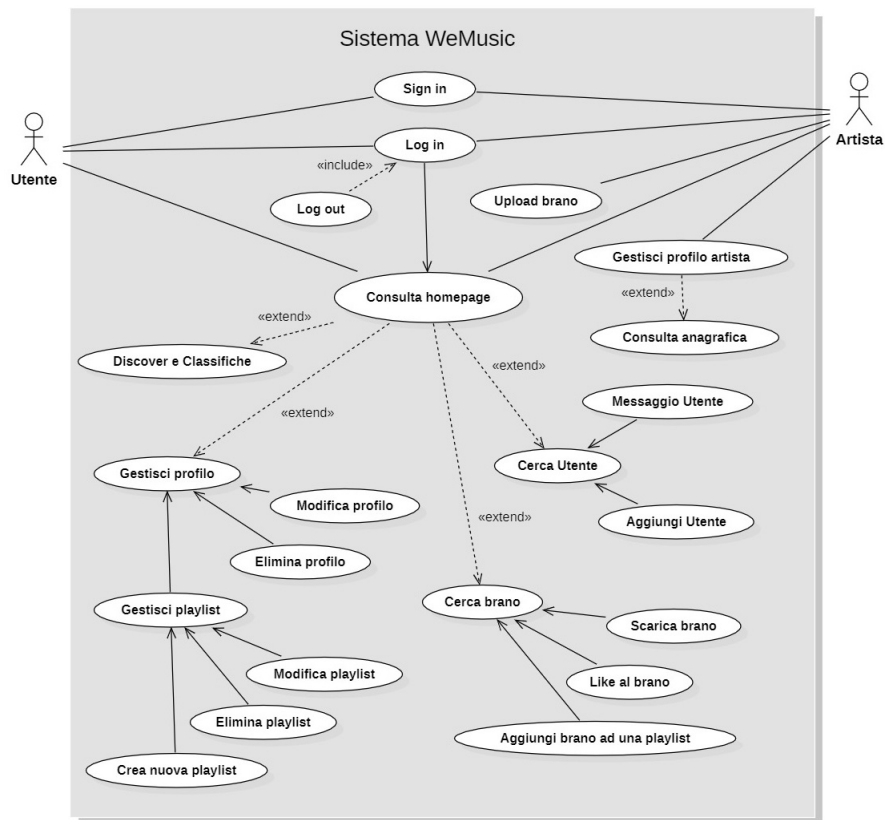 Sistema WeMusic
Sign in
Utente
Artista
Log in
«include»
Log out
Upload brano
Gestisci profilo artista
Consulta homepage
«extend»
«extend»
Consulta anagrafica
Discover e Classifiche
«extend»
«extend»
Messaggio Utente
Cerca Utente
Gestisci profilo
Modifica profilo
«extend»
Aggiungi Utente
Elimina profilo
Gestisci playlist
Cerca brano
Scarica brano
Modifica playlist
Like al brano
Elimina playlist
Aggiungi brano ad una playlist
Crea nuova playlist